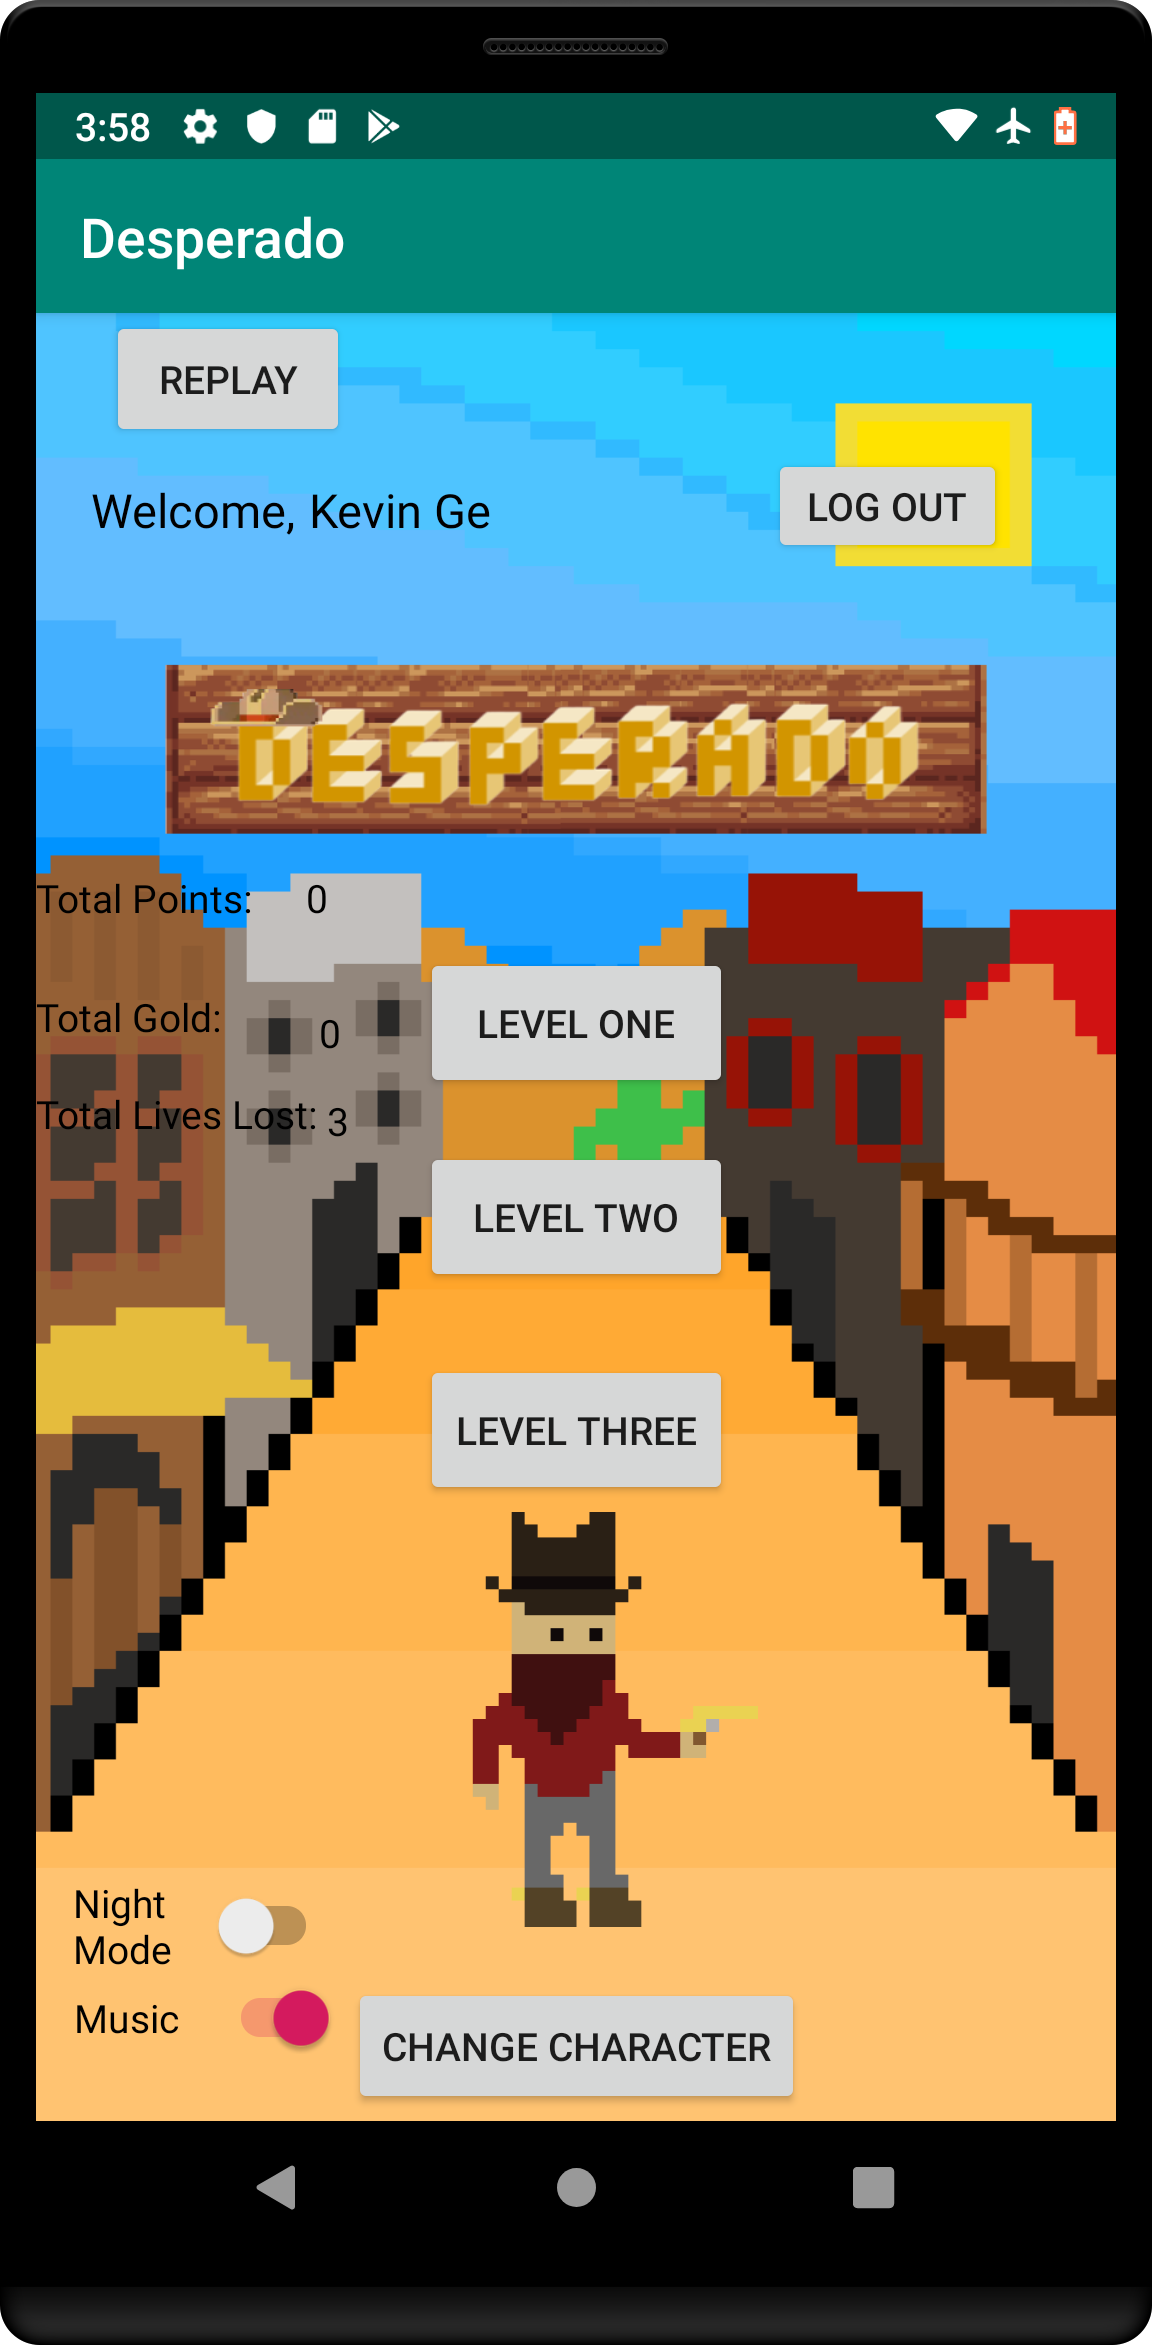 3:58
Desperado
REPLAY
Welcome, Kevin Ge
LOG OUT
DESPERADO
Total Points: 0
Total Gold: 0
LEVEL ONE
Total Lives Lost: 3
LEVEL TWO
LEVEL THREE
Night
Mode
Music
CHANGE CHARACTER